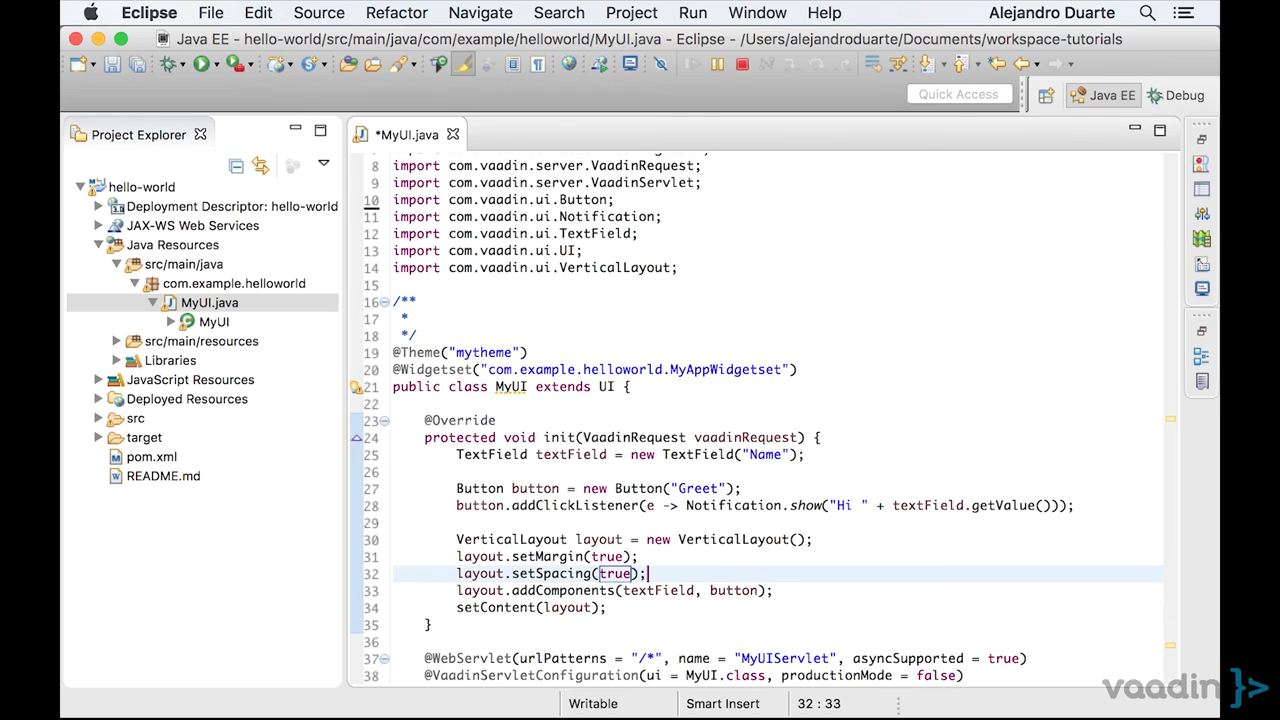 Eclipse File Edit Source Refactor Navigate Search Project Run Window Help Alejandro Duarte
Java EE - hello-world/src/main/java/com/example/helloworld/MyUI.java - Eclipse - /Users/alejandroduarte/Documents/workspace-tutorials
Quick Access
Java EE
Debug
Project Explorer
hello-world
Deployment Descriptor: hello-world
JAX-WS Web Services
Java Resources
src/main/java
com.example.helloworld
MyUI.java
MyUI
src/main/resources
Libraries
JavaScript Resources
Deployed Resources
src
target
pom.xml
README.md
*MyUI.java
8 import com.vaadin.server.VaadinRequest;
9 import com.vaadin.server.VaadinServlet;
10 import com.vaadin.ui.Button;
11 import com.vaadin.ui.Notification;
12 import com.vaadin.ui.TextField;
13 import com.vaadin.ui.UI;
14 import com.vaadin.ui.VerticalLayout;
15
16 /**
17 *
18 */
19 @Theme("mytheme")
20 @Widgetset("com.example.helloworld.MyAppWidgetset")
21 public class MyUI extends UI {
22
23 @Override
24 protected void init(VaadinRequest vaadinRequest) {
25 TextField textField = new TextField("Name");
26
27 Button button = new Button("Greet");
28 button.addClickListener(e -> Notification.show("Hi " + textField.getValue()));
29
30 VerticalLayout layout = new VerticalLayout();
31 layout.setMargin(true);
32 layout.setSpacing(true);
33 layout.addComponents(textField, button);
34 setContent(layout);
35 }
36
37 @WebServlet(urlPatterns = "/*", name = "MyUIServlet", asyncSupported = true)
38 @VaadinServletConfiguration(ui = MyUI.class, productionMode = false)
Writable
Smart Insert
32 : 33
vaadin }>